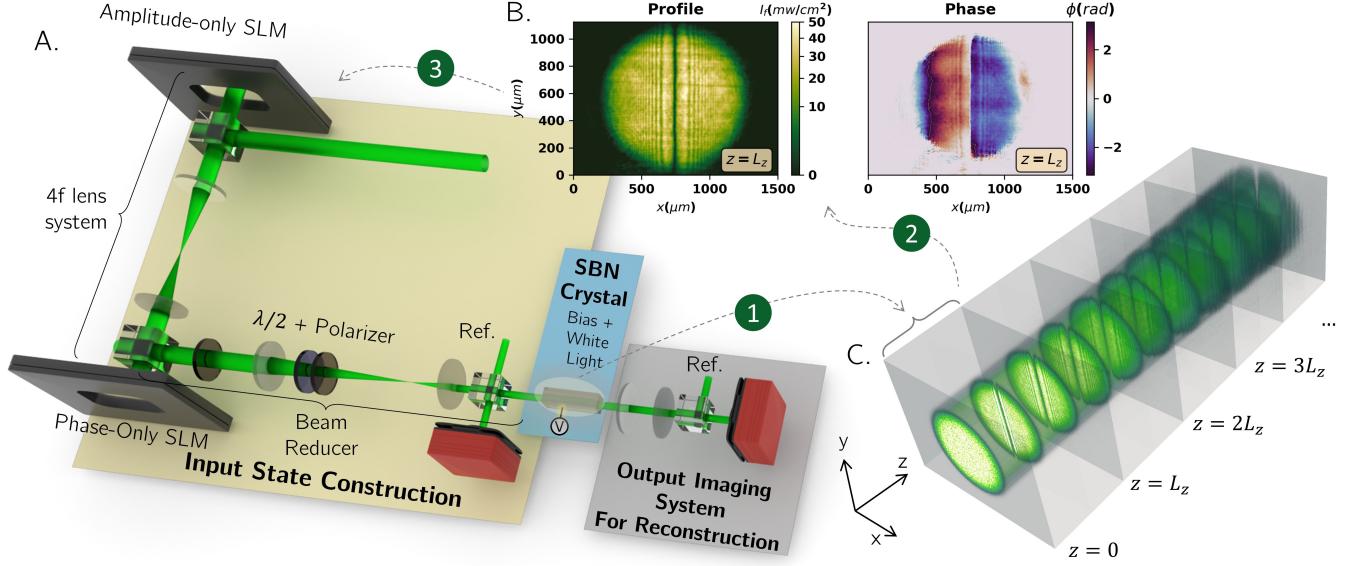 A.
Amplitude-only SLM
3
4f lens
system
λ/2 + Polarizer
Ref.
Phase-Only SLM
Beam
Reducer
Input State Construction
SBN
Crystal
Bias +
White
Light
V
Ref.
Output Imaging
System
For Reconstruction
1
B.
Profile
I_f(mw/cm²)
y(μm)
1000
800
600
400
200
0
0
500
1000
1500
x(μm)
z = L_z
50
40
30
20
10
0
Phase
ϕ(rad)
z = L_z
0
500
1000
1500
x(μm)
2
0
−2
2
C.
y
z
x
z = 0
z = L_z
z = 2L_z
z = 3L_z
...